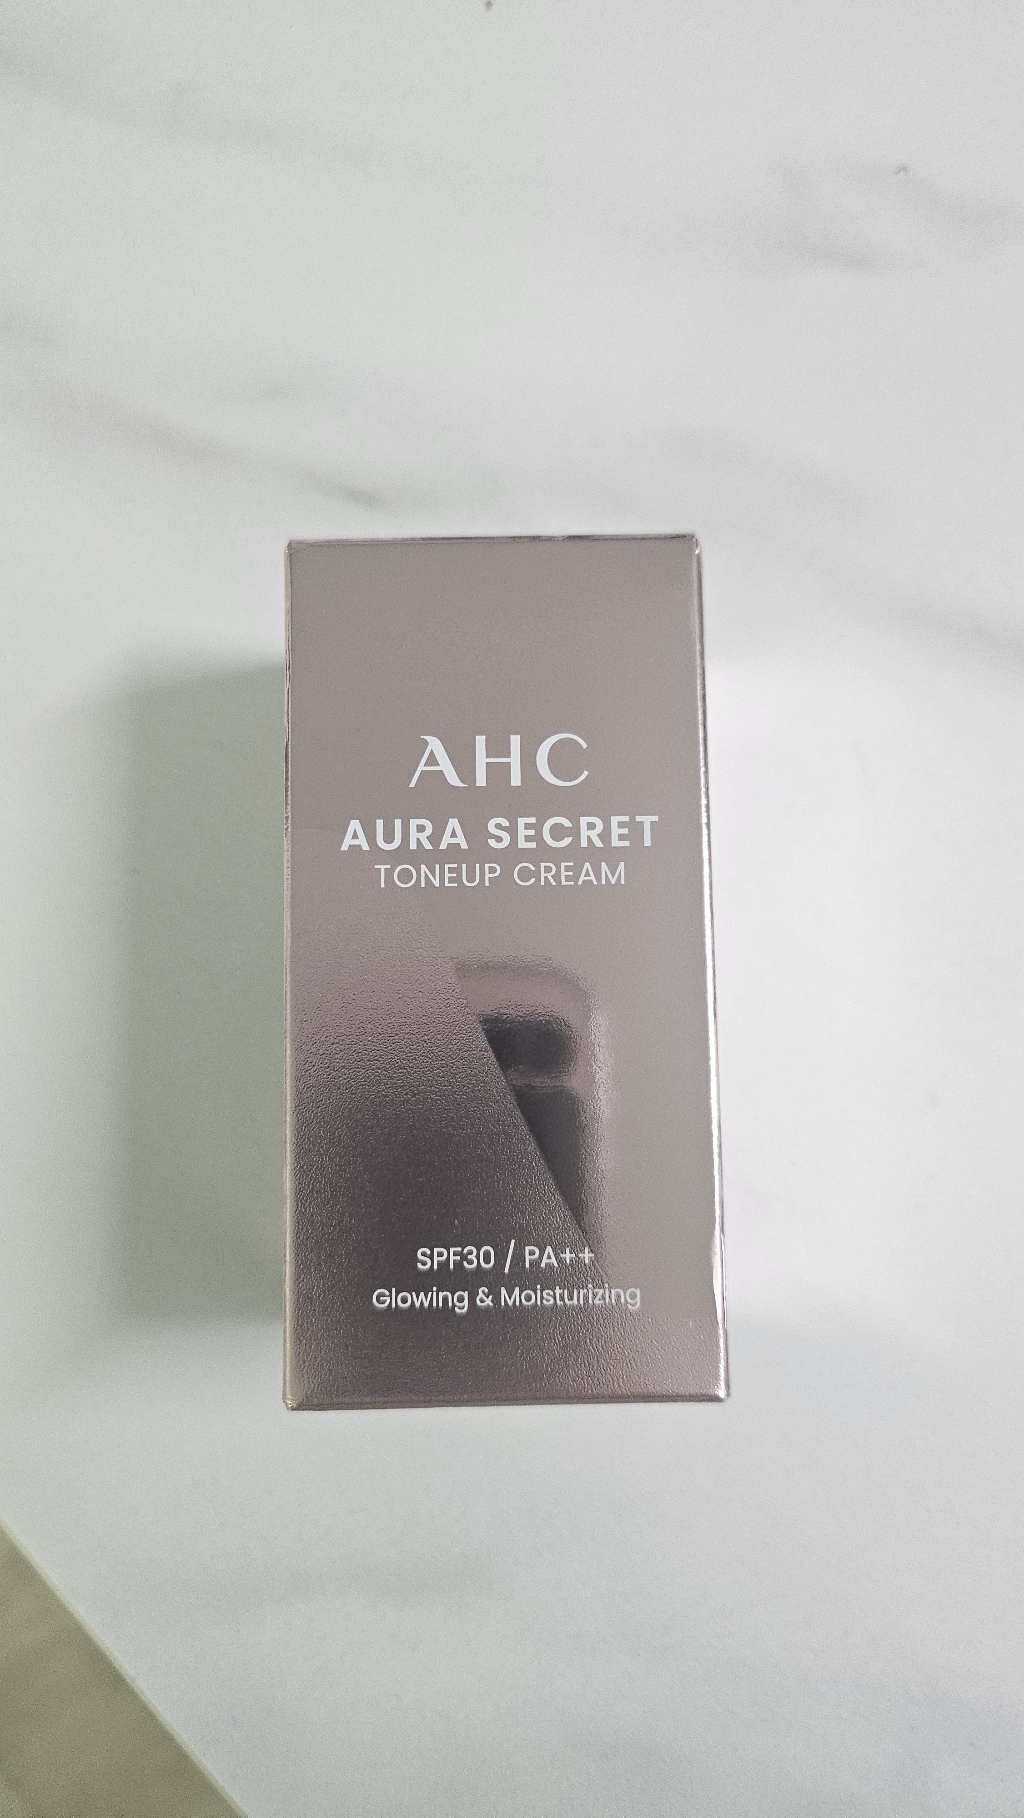 AHC
AURA SECRET
TONEUP CREAM
SPF30 / PA++
Glowing & Moisturizing